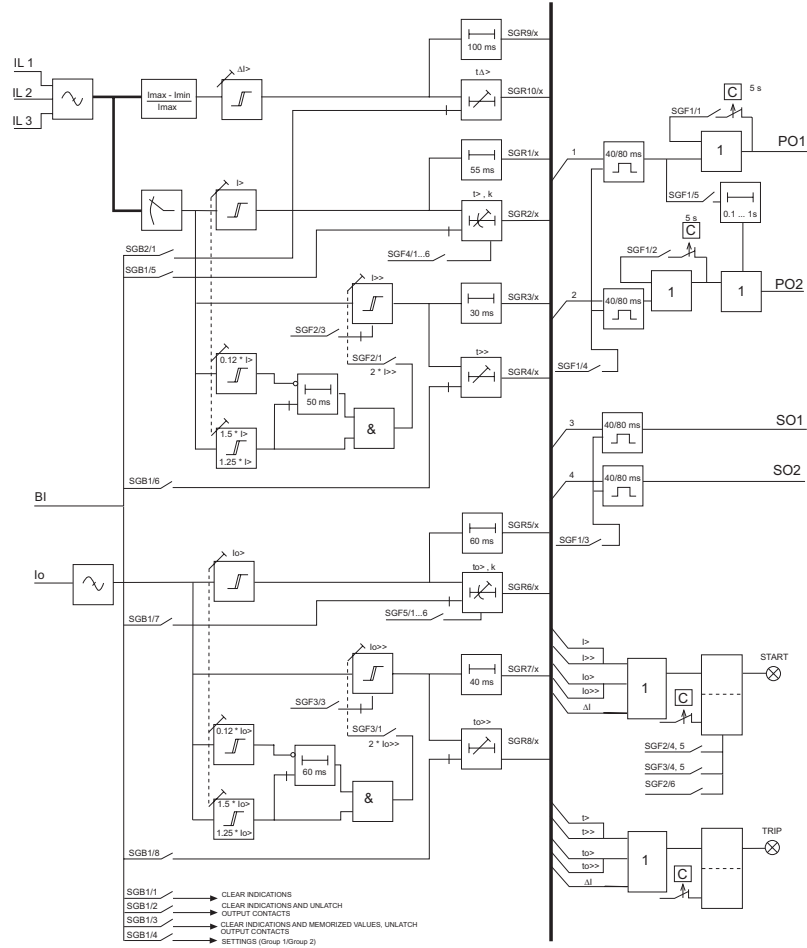 SGR9/x
100 ms
IL 1
IL 2
IL 3
ΔI>
Imax - Imin
Imax
tΔ>
SGR10/x
C
5 s
SGF1/1
1
PO1
SGR1/x
55 ms
1
40/80 ms
I>
t> , k
SGR2/x
SGF1/5
0.1 ... 1s
5 s
C
SGF1/2
SGB2/1
SGB1/5
SGF4/1...6
I>>
1
1
PO2
SGR3/x
30 ms
2
40/80 ms
SGF2/3
0.12 * I>
SGF2/1
2 * I>>
t>>
SGR4/x
SGF1/4
50 ms
&
1.5 * I>
1.25 * I>
3
40/80 ms
SO1
4
40/80 ms
SO2
SGB1/6
BI
SGR5/x
60 ms
SGF1/3
Io
Io>
to> , k
SGR6/x
SGF5/1...6
SGB1/7
I>
I>>
Io>
Io>>
ΔI
1
C
START
Io>>
SGR7/x
40 ms
SGF3/3
0.12 * Io>
SGF3/1
2 * Io>>
to>>
SGR8/x
SGF2/4, 5
SGF3/4, 5
SGF2/6
60 ms
&
1.5 * Io>
1.25 * Io>
t>
t>>
to>
to>>
ΔI
1
C
TRIP
SGB1/8
SGB1/1
CLEAR INDICATIONS
SGB1/2
CLEAR INDICATIONS AND UNLATCH
OUTPUT CONTACTS
SGB1/3
CLEAR INDICATIONS AND MEMORIZED VALUES, UNLATCH
OUTPUT CONTACTS
SGB1/4
SETTINGS (Group 1/Group 2)